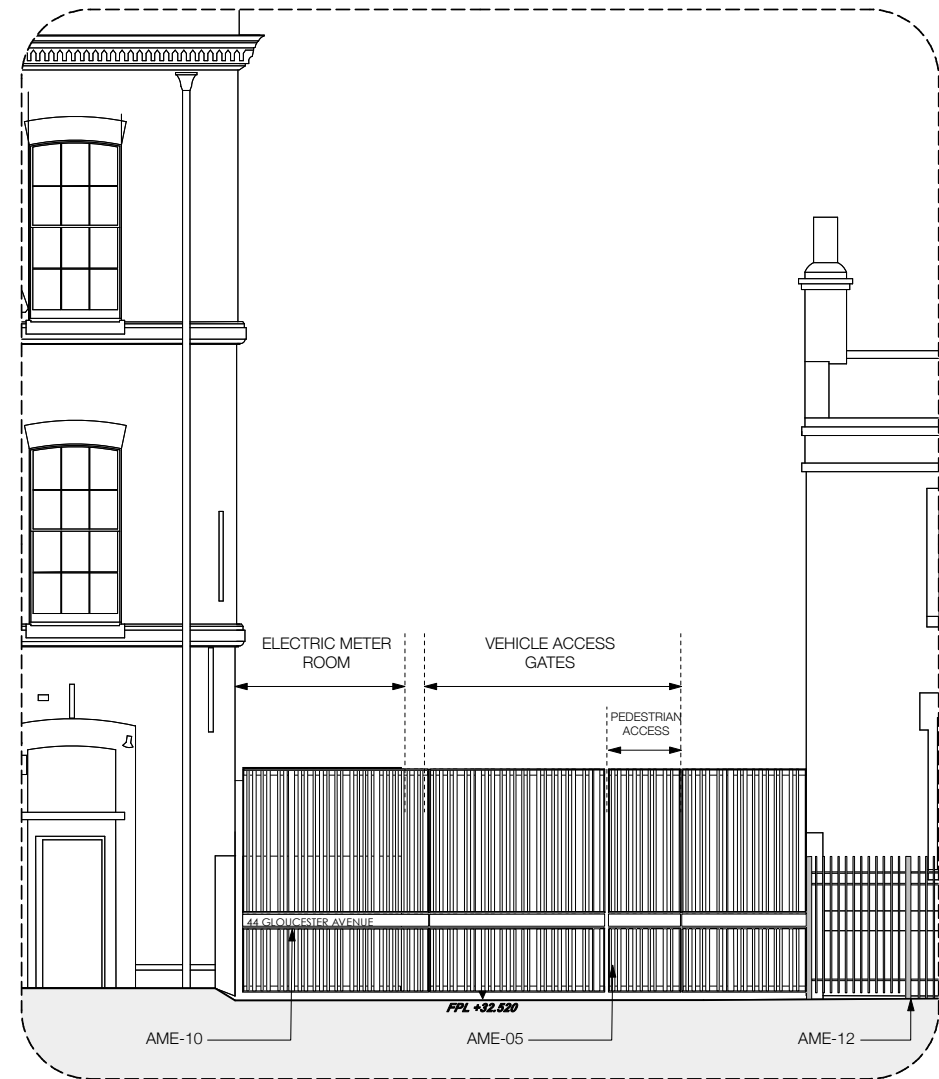 ELECTRIC METER
ROOM
VEHICLE ACCESS
GATES
PEDESTRIAN
ACCESS
44 GLOUCESTER AVENUE
FPL +32.520
AME-10
AME-05
AME-12